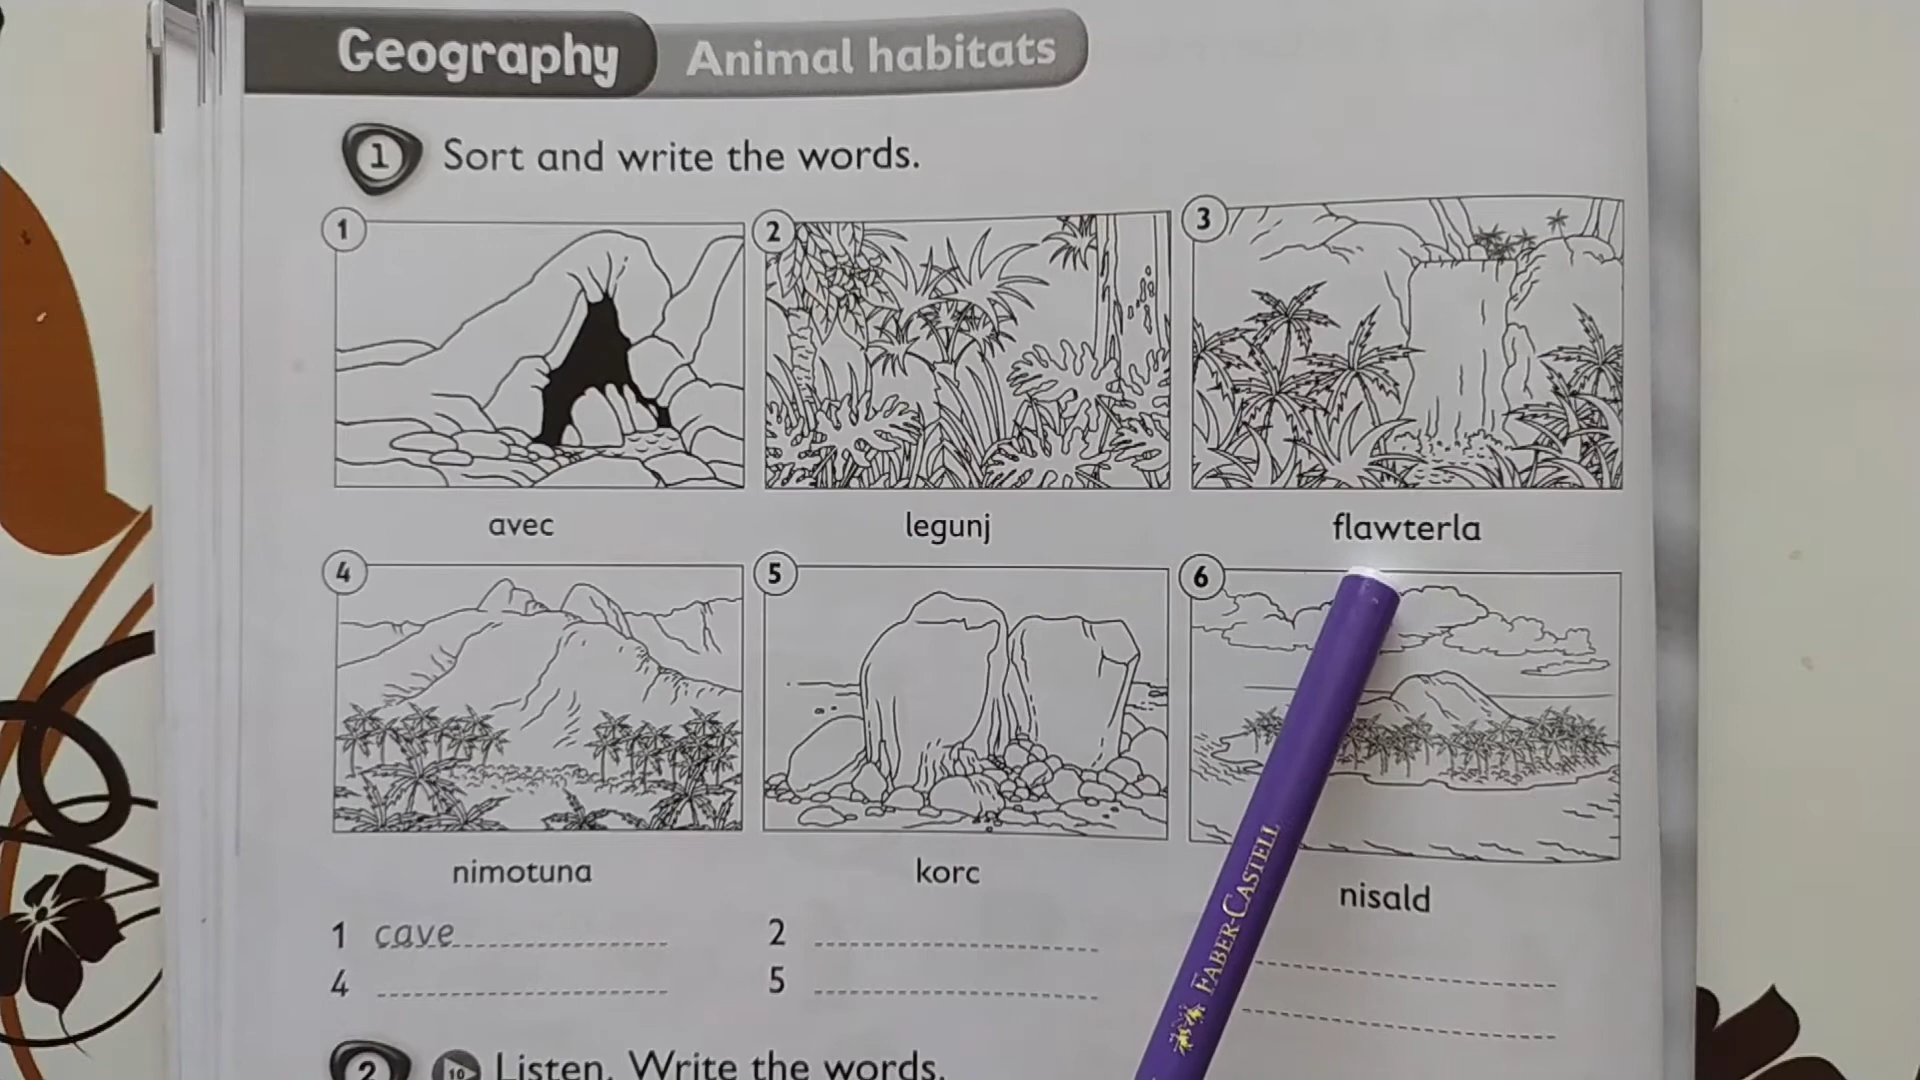 Geography Animal habitats
1 Sort and write the words.
1 2 3
avec legunj flawterla
4 5 6
nimotuna korc nisald
1 cave 2
4 5
2 10 Listen. Write the words.
FABER-CASTELL